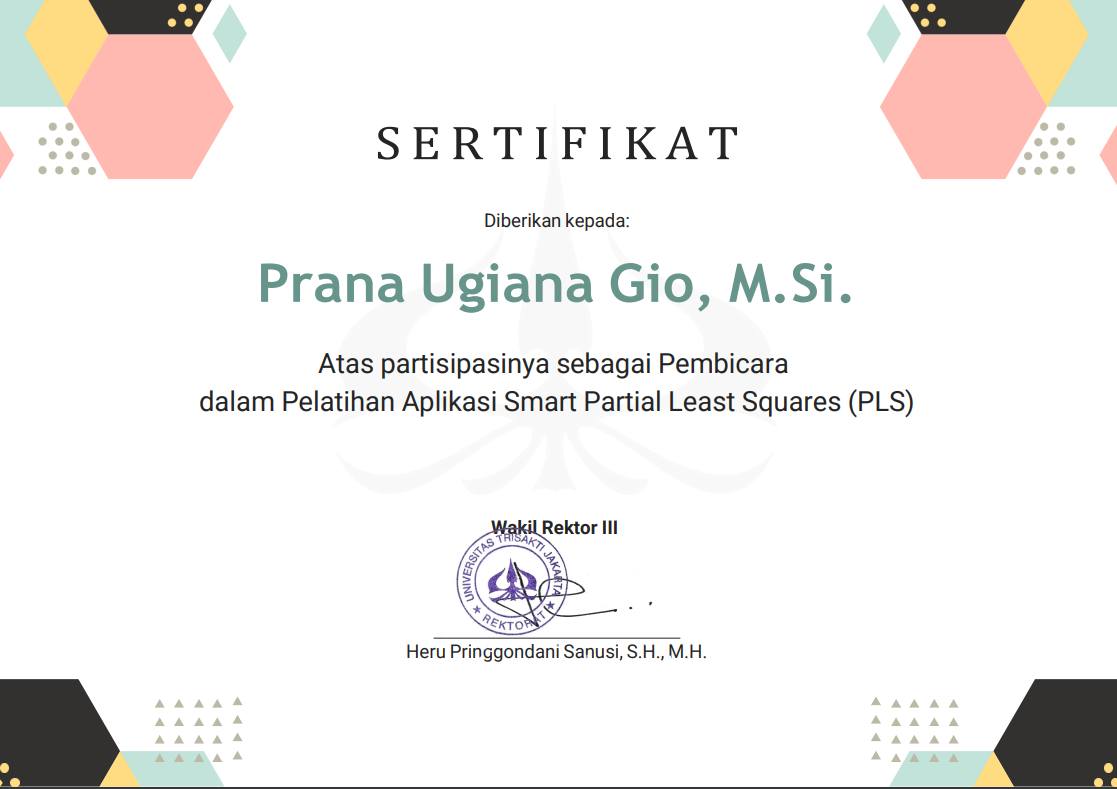 SERTIFIKAT
Diberikan kepada:
Prana Ugiana Gio, M.Si.
Atas partisipasinya sebagai Pembicara
dalam Pelatihan Aplikasi Smart Partial Least Squares (PLS)
Wakil Rektor III
UNIVERSITAS TRISAKTI JAKARTA
REKTORAT
Heru Pringgondani Sanusi, S.H., M.H.